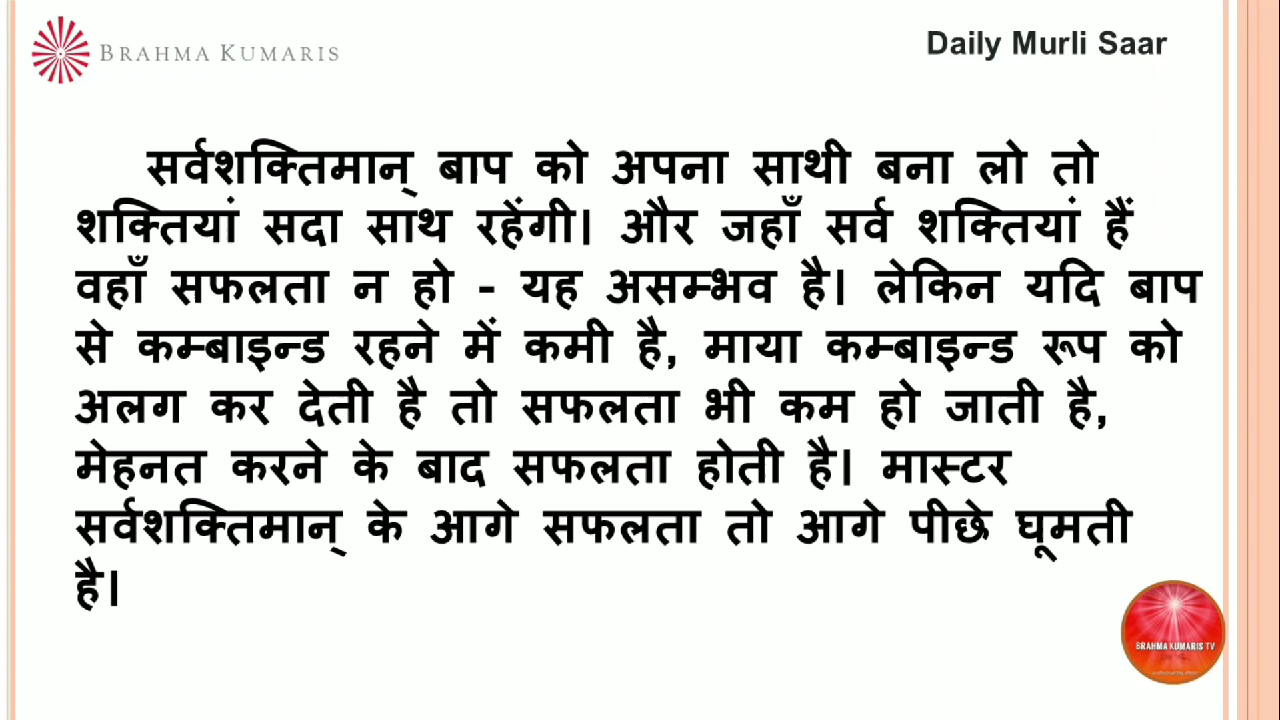 BRAHMA KUMARIS
Daily Murli Saar
सर्वशक्तिमान् बाप को अपना साथी बना लो तो
शक्तियां सदा साथ रहेंगी। और जहाँ सर्व शक्तियां हैं
वहाँ सफलता न हो - यह असम्भव है। लेकिन यदि बाप
से कम्बाइन्ड रहने में कमी है, माया कम्बाइन्ड रूप को
अलग कर देती है तो सफलता भी कम हो जाती है,
मेहनत करने के बाद सफलता होती है। मास्टर
सर्वशक्तिमान् के आगे सफलता तो आगे पीछे घूमती
है।
BRAHMA KUMARIS TV